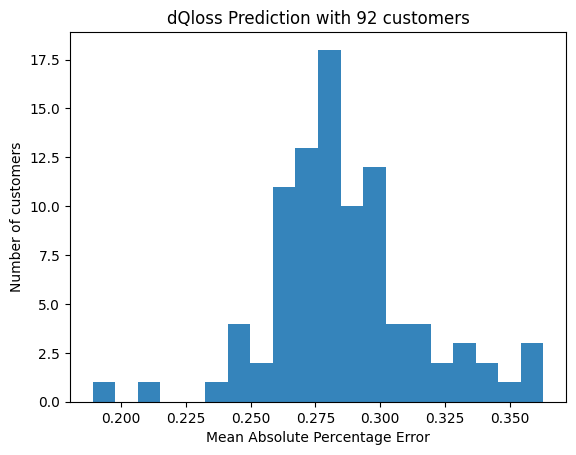 dQloss Prediction with 92 customers
17.5
15.0
12.5
10.0
7.5
5.0
2.5
0.0
Number of customers
0.200 0.225 0.250 0.275 0.300 0.325 0.350
Mean Absolute Percentage Error